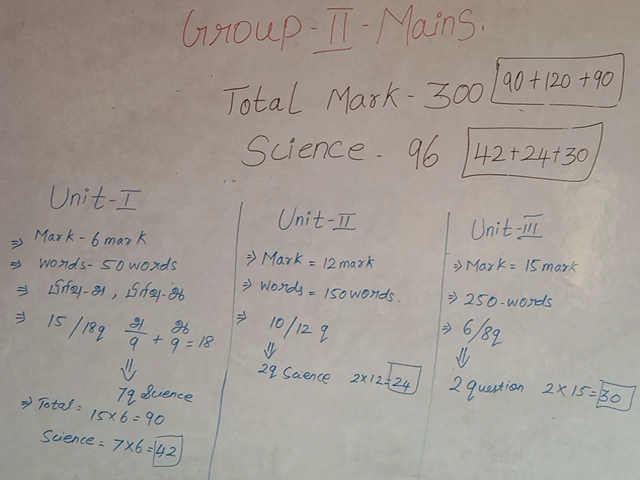 Group-II-Mains.
Total Mark - 300 90+120+90
Science - 96 42+24+30
Unit-I
⇒ Mark - 6 mark
⇒ words - 50 words
⇒ பிரிவு-அ, பிரிவு-ஆ
⇒ 15/18q அ/9 + ஆ/9 = 18
⇓
7q Science
⇒ Total =
15×6=90
Science = 7×6=42
Unit-II
⇒ Mark = 12 mark
⇒ words = 150 words.
⇒ 10/12 q
⇓
2q Science 2×12=24
Unit-III
⇒ Mark = 15 mark
⇒ 250-words
⇒ 6/8q
⇓
2 question 2×15=30